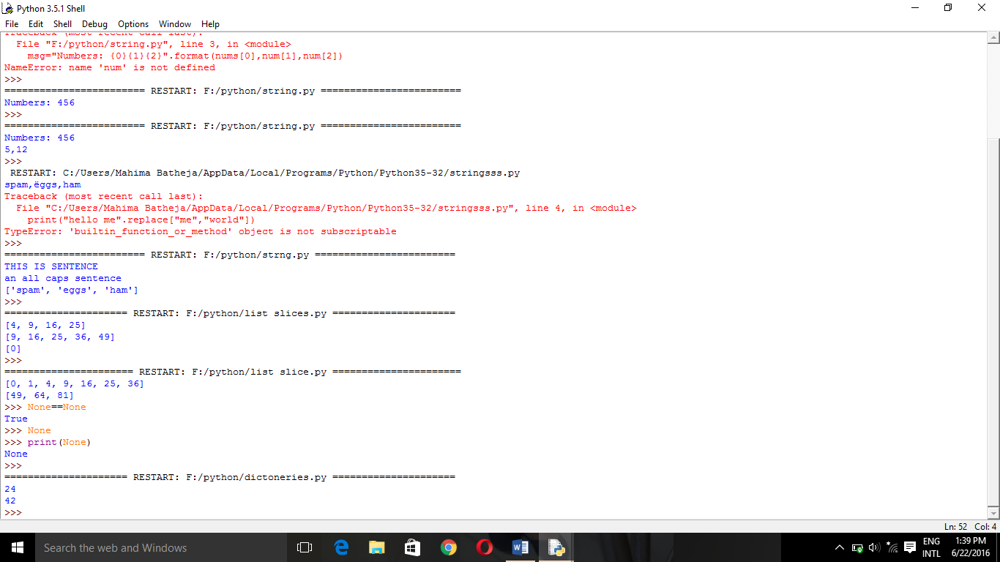 Python 3.5.1 Shell
File Edit Shell Debug Options Window Help
Traceback (most recent call last):
  File "F:/python/string.py", line 3, in <module>
    msg="Numbers: {0}{1}{2}".format(nums[0],num[1],num[2])
NameError: name 'num' is not defined
>>>
======================== RESTART: F:/python/string.py ========================
Numbers: 456
>>>
======================== RESTART: F:/python/string.py ========================
Numbers: 456
5,12
>>>
 RESTART: C:/Users/Mahima Batheja/AppData/Local/Programs/Python/Python35-32/stringsss.py
spam,ëggs,ham
Traceback (most recent call last):
  File "C:/Users/Mahima Batheja/AppData/Local/Programs/Python/Python35-32/stringsss.py", line 4, in <module>
    print("hello me".replace["me","world"])
TypeError: 'builtin_function_or_method' object is not subscriptable
>>>
======================== RESTART: F:/python/strng.py ========================
THIS IS SENTENCE
an all caps sentence
['spam', 'eggs', 'ham']
>>>
===================== RESTART: F:/python/list slices.py =====================
[4, 9, 16, 25]
[9, 16, 25, 36, 49]
[0]
>>>
====================== RESTART: F:/python/list slice.py ======================
[0, 1, 4, 9, 16, 25, 36]
[49, 64, 81]
>>> None==None
True
>>> None
>>> print(None)
None
>>>
===================== RESTART: F:/python/dictoneries.py =====================
24
42
>>>
Ln: 52 Col: 4
Search the web and Windows
ENG
INTL
1:39 PM
6/22/2016